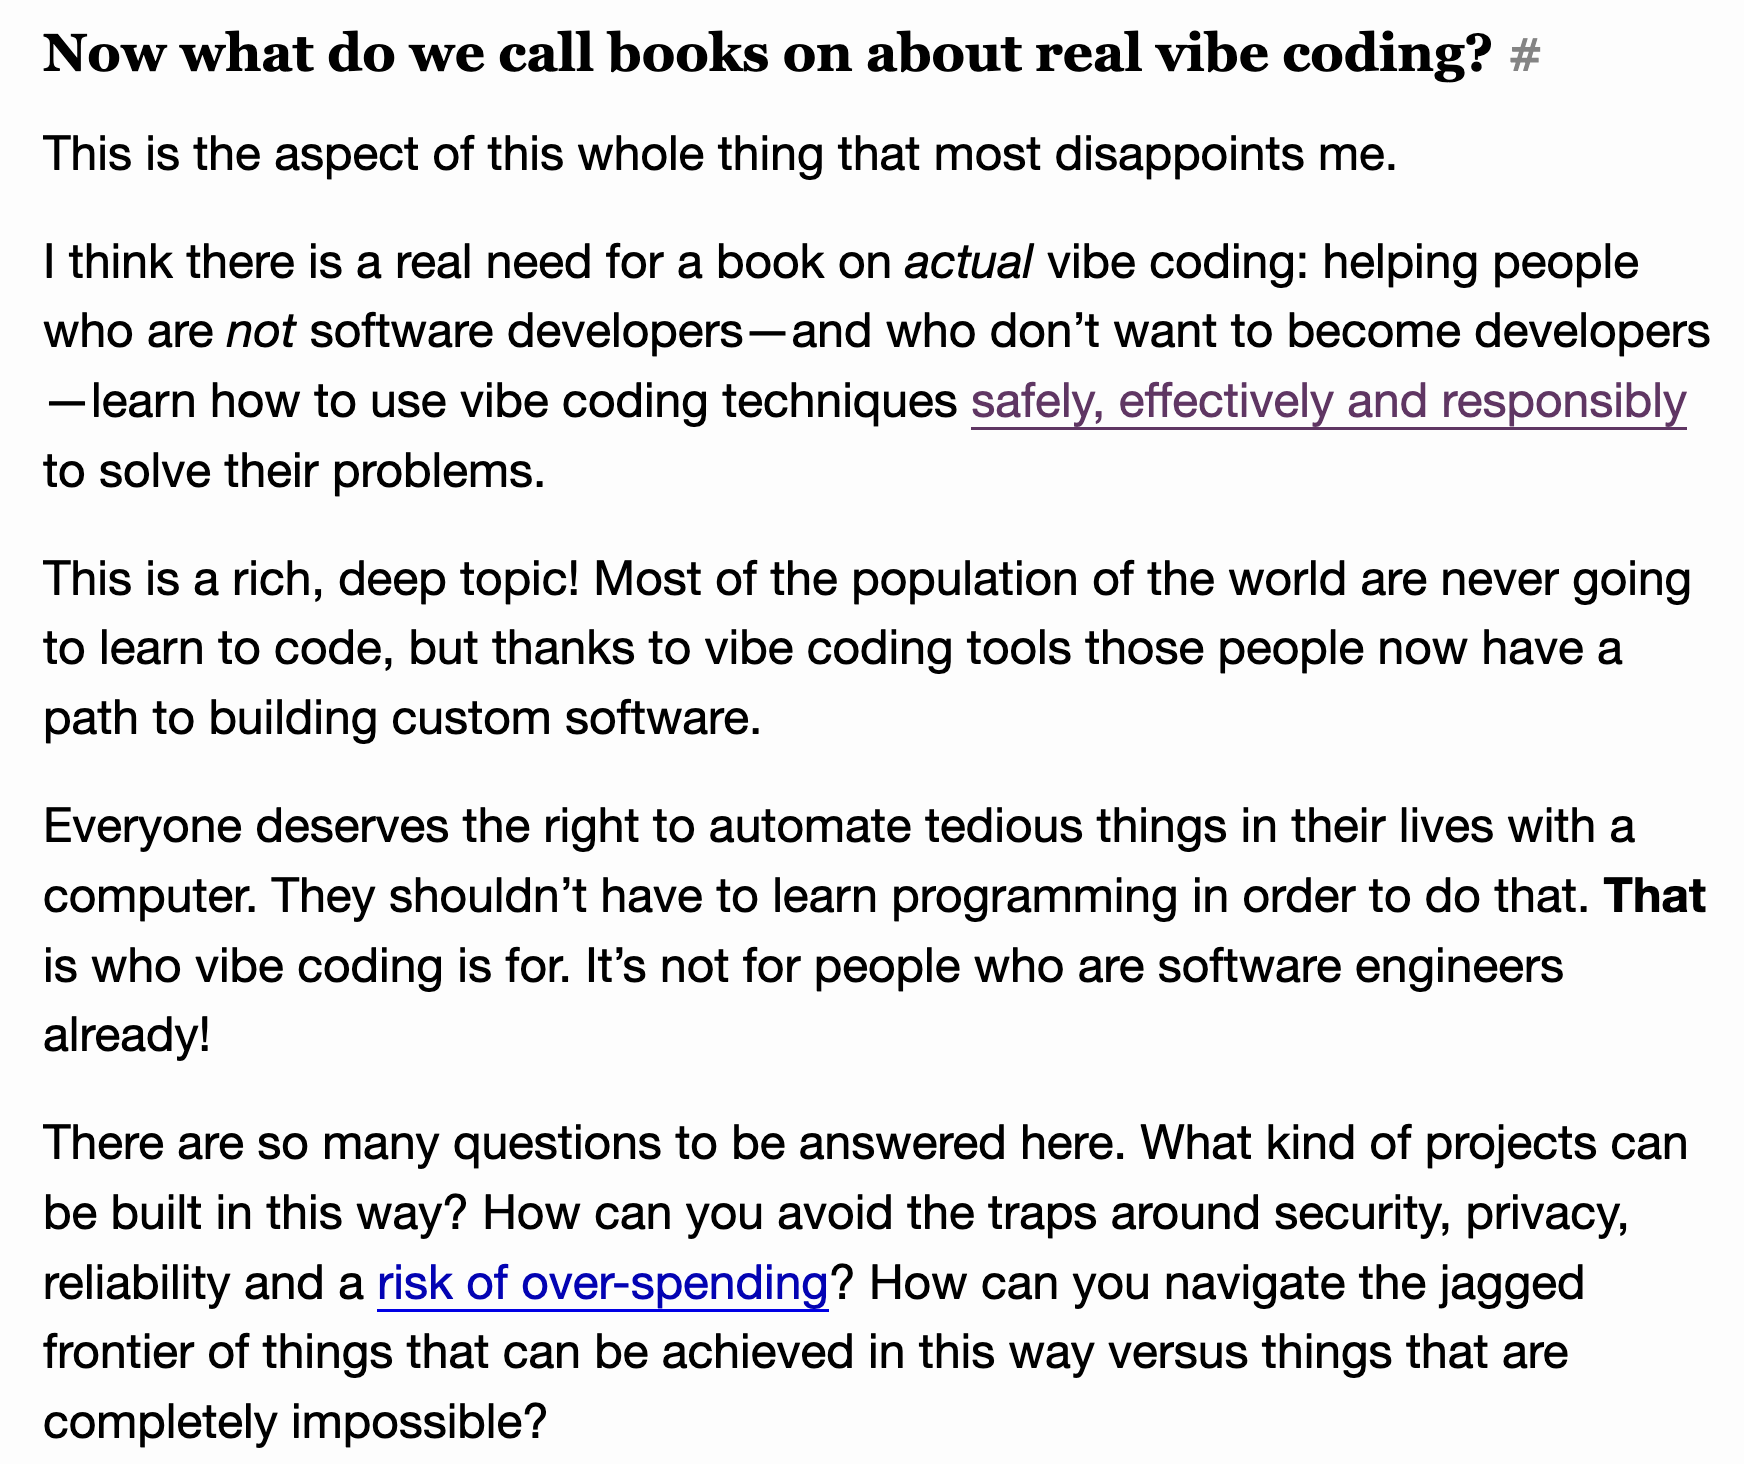 Now what do we call books on about real vibe coding? #
This is the aspect of this whole thing that most disappoints me.
I think there is a real need for a book on actual vibe coding: helping people
who are not software developers—and who don’t want to become developers
—learn how to use vibe coding techniques safely, effectively and responsibly
to solve their problems.
This is a rich, deep topic! Most of the population of the world are never going
to learn to code, but thanks to vibe coding tools those people now have a
path to building custom software.
Everyone deserves the right to automate tedious things in their lives with a
computer. They shouldn’t have to learn programming in order to do that. That
is who vibe coding is for. It’s not for people who are software engineers
already!
There are so many questions to be answered here. What kind of projects can
be built in this way? How can you avoid the traps around security, privacy,
reliability and a risk of over-spending? How can you navigate the jagged
frontier of things that can be achieved in this way versus things that are
completely impossible?